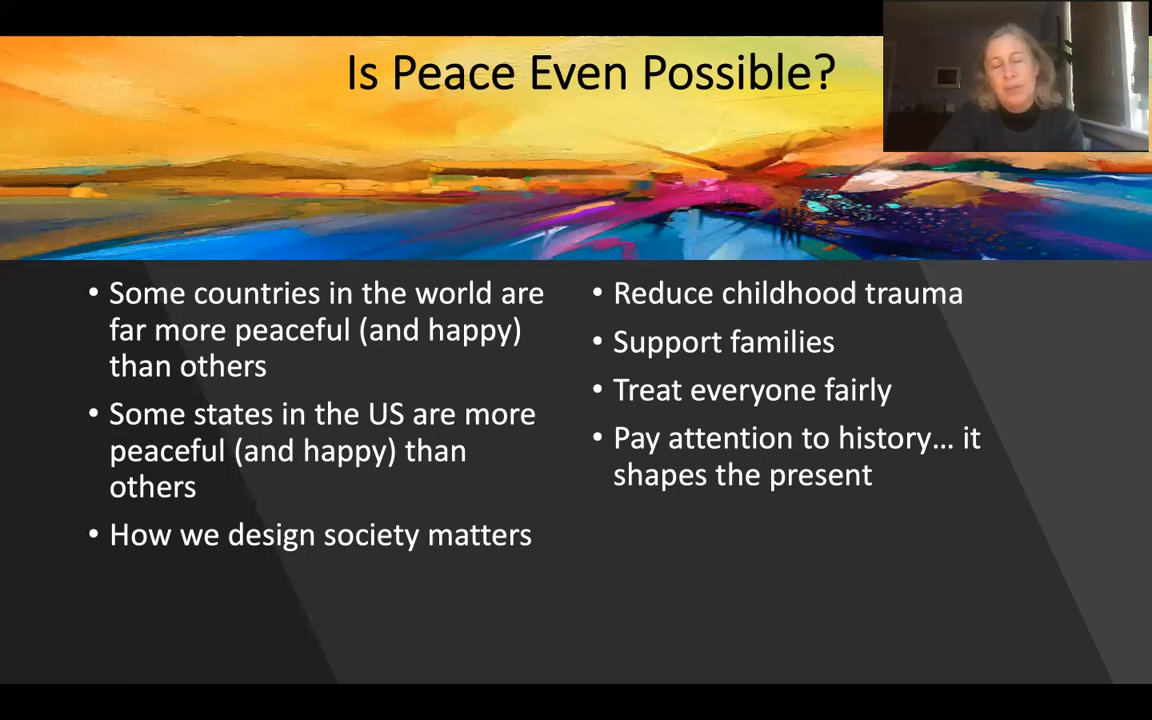 Is Peace Even Possible?
• Some countries in the world are
far more peaceful (and happy)
than others
• Some states in the US are more
peaceful (and happy) than
others
• How we design society matters
• Reduce childhood trauma
• Support families
• Treat everyone fairly
• Pay attention to history... it
shapes the present